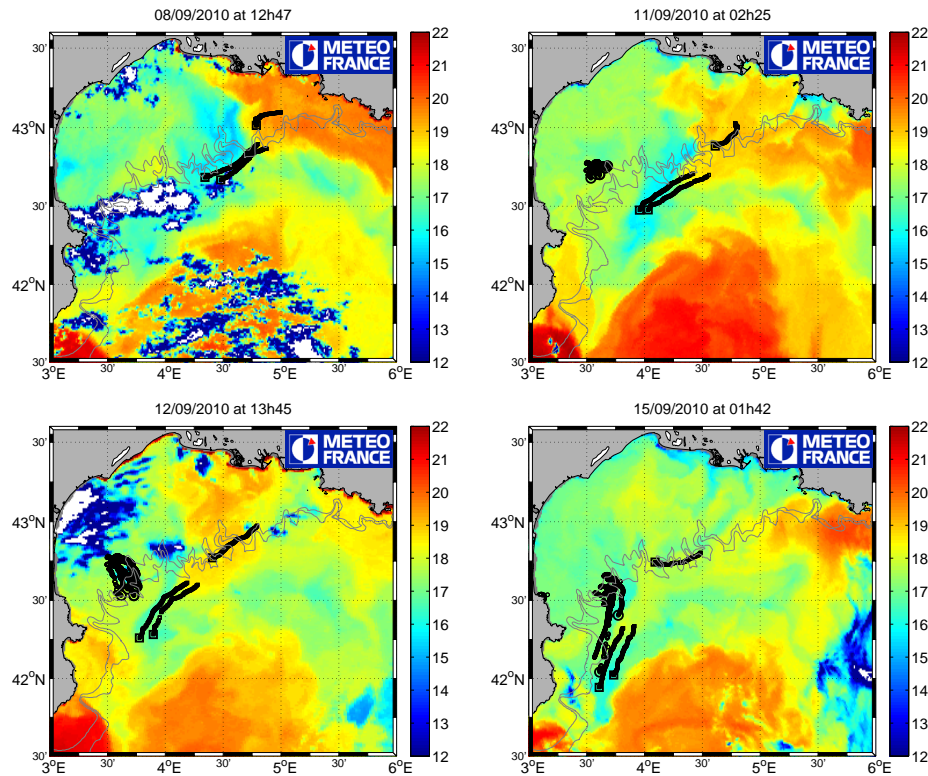 08/09/2010 at 12h47
METEO
FRANCE
30'
43°N
30'
42°N
30'
3°E 30' 4°E 30' 5°E 30' 6°E
22
21
20
19
18
17
16
15
14
13
12
11/09/2010 at 02h25
METEO
FRANCE
30'
43°N
30'
42°N
30'
3°E 30' 4°E 30' 5°E 30' 6°E
22
21
20
19
18
17
16
15
14
13
12
12/09/2010 at 13h45
METEO
FRANCE
30'
43°N
30'
42°N
30'
3°E 30' 4°E 30' 5°E 30' 6°E
22
21
20
19
18
17
16
15
14
13
12
15/09/2010 at 01h42
METEO
FRANCE
30'
43°N
30'
42°N
30'
3°E 30' 4°E 30' 5°E 30' 6°E
22
21
20
19
18
17
16
15
14
13
12